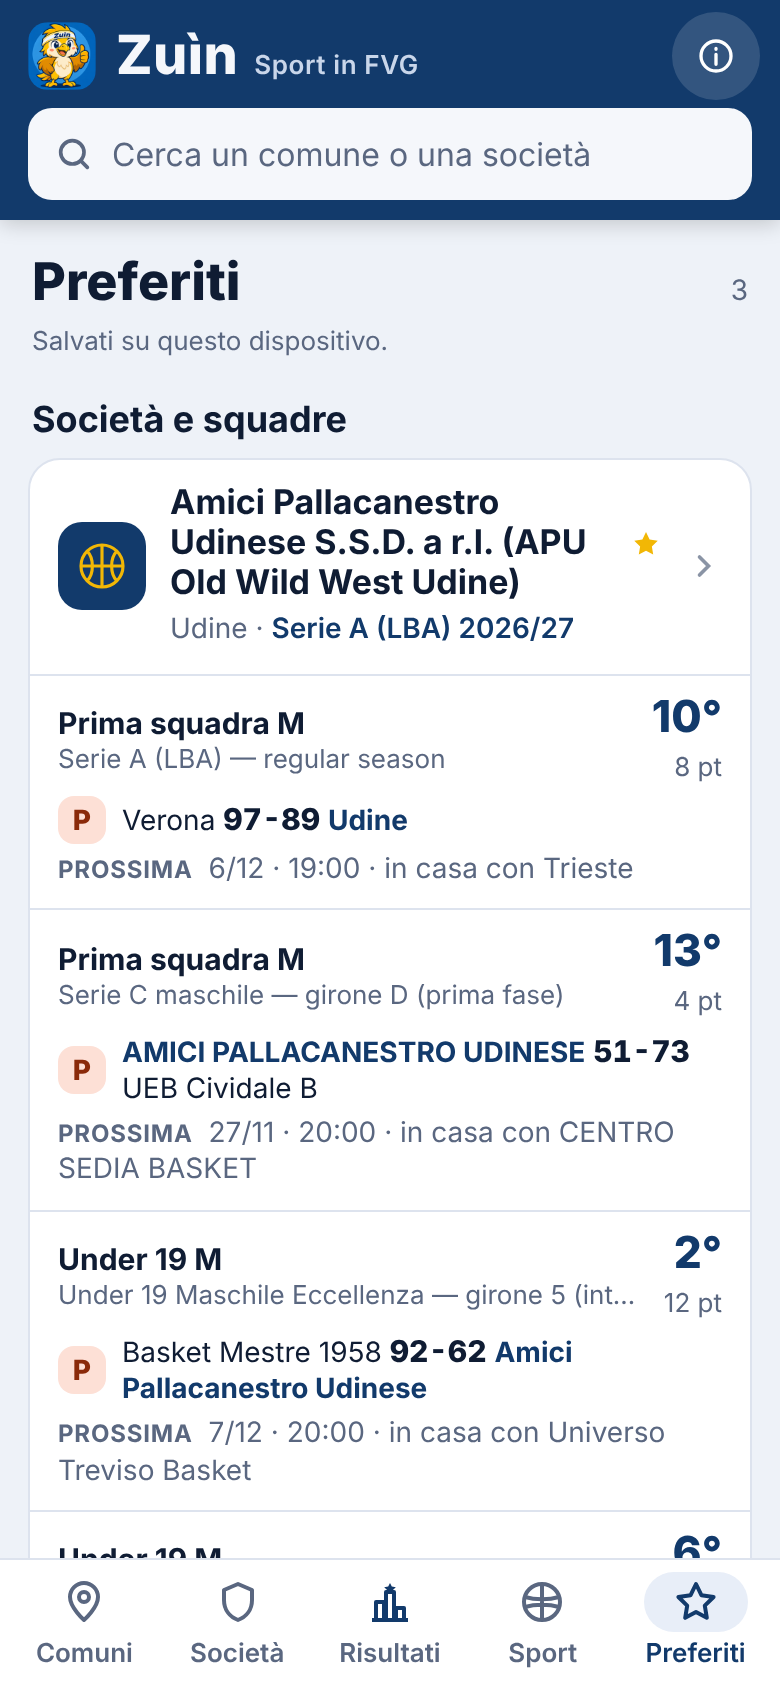 Zuìn Sport in FVG
Cerca un comune o una società
Preferiti
3
Salvati su questo dispositivo.
Società e squadre
Amici Pallacanestro
Udinese S.S.D. a r.l. (APU
Old Wild West Udine)
Udine · Serie A (LBA) 2026/27
Prima squadra M
10°
Serie A (LBA) — regular season
8 pt
P Verona 97-89 Udine
PROSSIMA 6/12 · 19:00 · in casa con Trieste
Prima squadra M
13°
Serie C maschile — girone D (prima fase)
4 pt
P AMICI PALLACANESTRO UDINESE 51-73
UEB Cividale B
PROSSIMA 27/11 · 20:00 · in casa con CENTRO
SEDIA BASKET
Under 19 M
2°
Under 19 Maschile Eccellenza — girone 5 (int...
12 pt
P Basket Mestre 1958 92-62 Amici
Pallacanestro Udinese
PROSSIMA 7/12 · 20:00 · in casa con Universo
Treviso Basket
Under 19 M
6°
Comuni Società Risultati Sport Preferiti